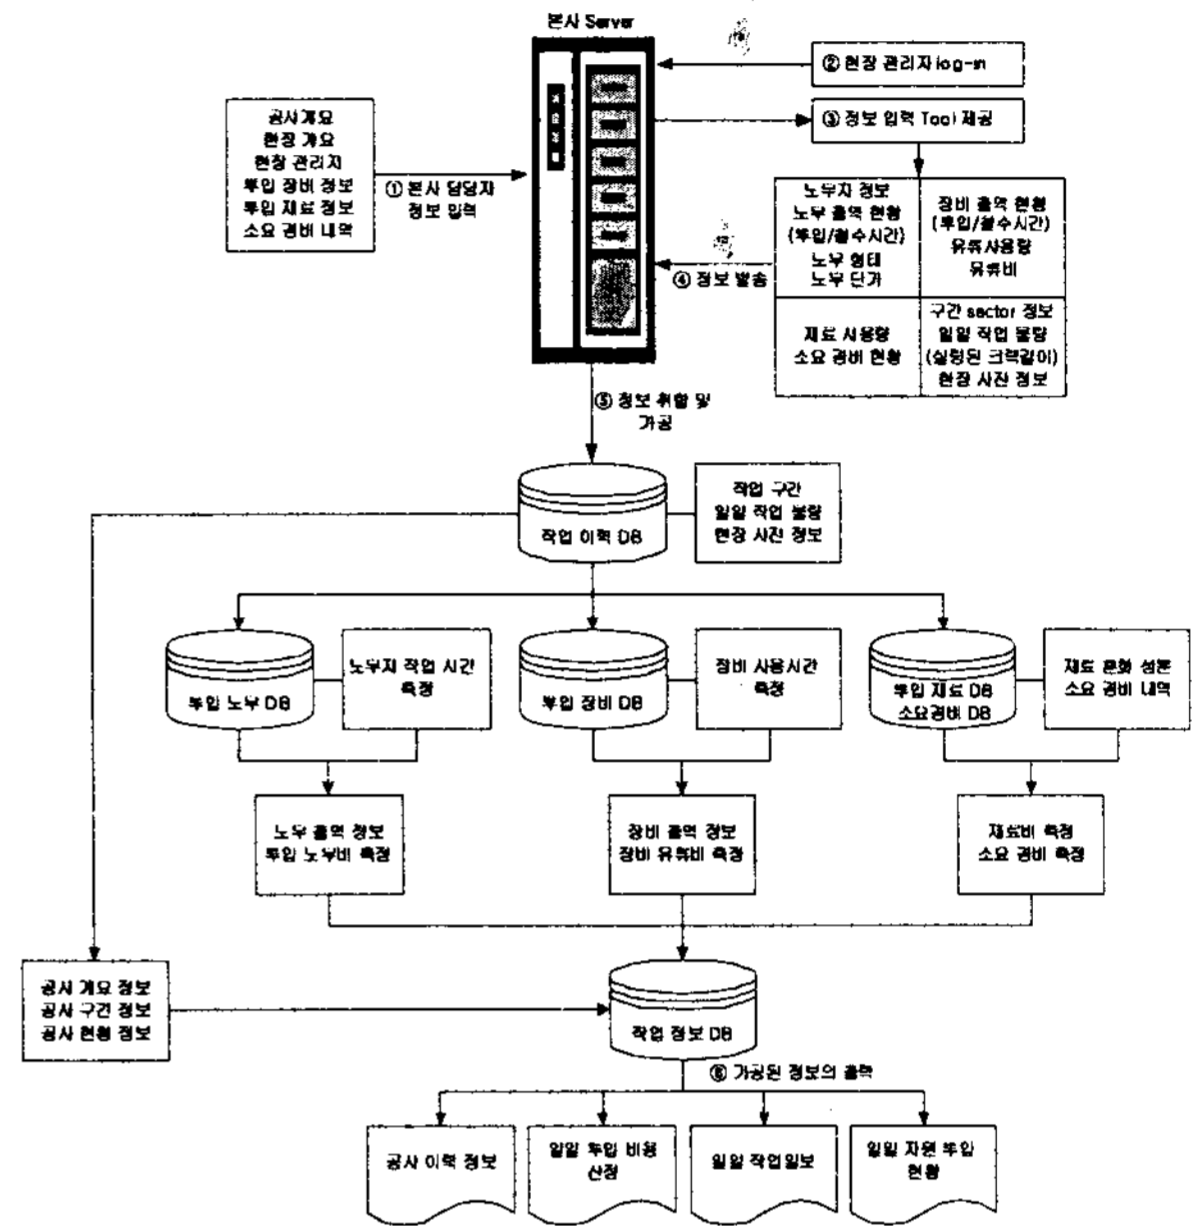 본사 Server
② 현장 관리자 log-in
③ 정보 입력 Tool 제공
공사개요
현장 개요
현장 관리자
투입 장비 정보
투입 재료 정보
소요 경비 내역
① 본사 담당자
정보 입력
노무자 정보
노무 출역 현황
(투입/철수시간)
노무 형태
노무 단가
장비 출역 현황
(투입/철수시간)
유류사용량
유류비
④ 정보 발송
재료 사용량
소요 경비 현황
구간 sector 정보
일일 작업 물량
(실링된 크랙길이)
현장 사진 정보
⑤ 정보 취합 및
가공
작업 이력 DB
작업 구간
일일 작업 물량
현장 사진 정보
투입 노무 DB
노무자 작업 시간
측정
투입 장비 DB
장비 사용시간
측정
투입 재료 DB
소요경비 DB
재료 분화 성분
소요 경비 내역
노무 출역 정보
투입 노무비 측정
장비 출역 정보
장비 유류비 측정
재료비 측정
소요 경비 측정
공사 개요 정보
공사 구간 정보
공사 현황 정보
작업 정보 DB
⑥ 가공된 정보의 출력
공사 이력 정보
일일 투입 비용
산정
일일 작업일보
일일 자원 투입
현황